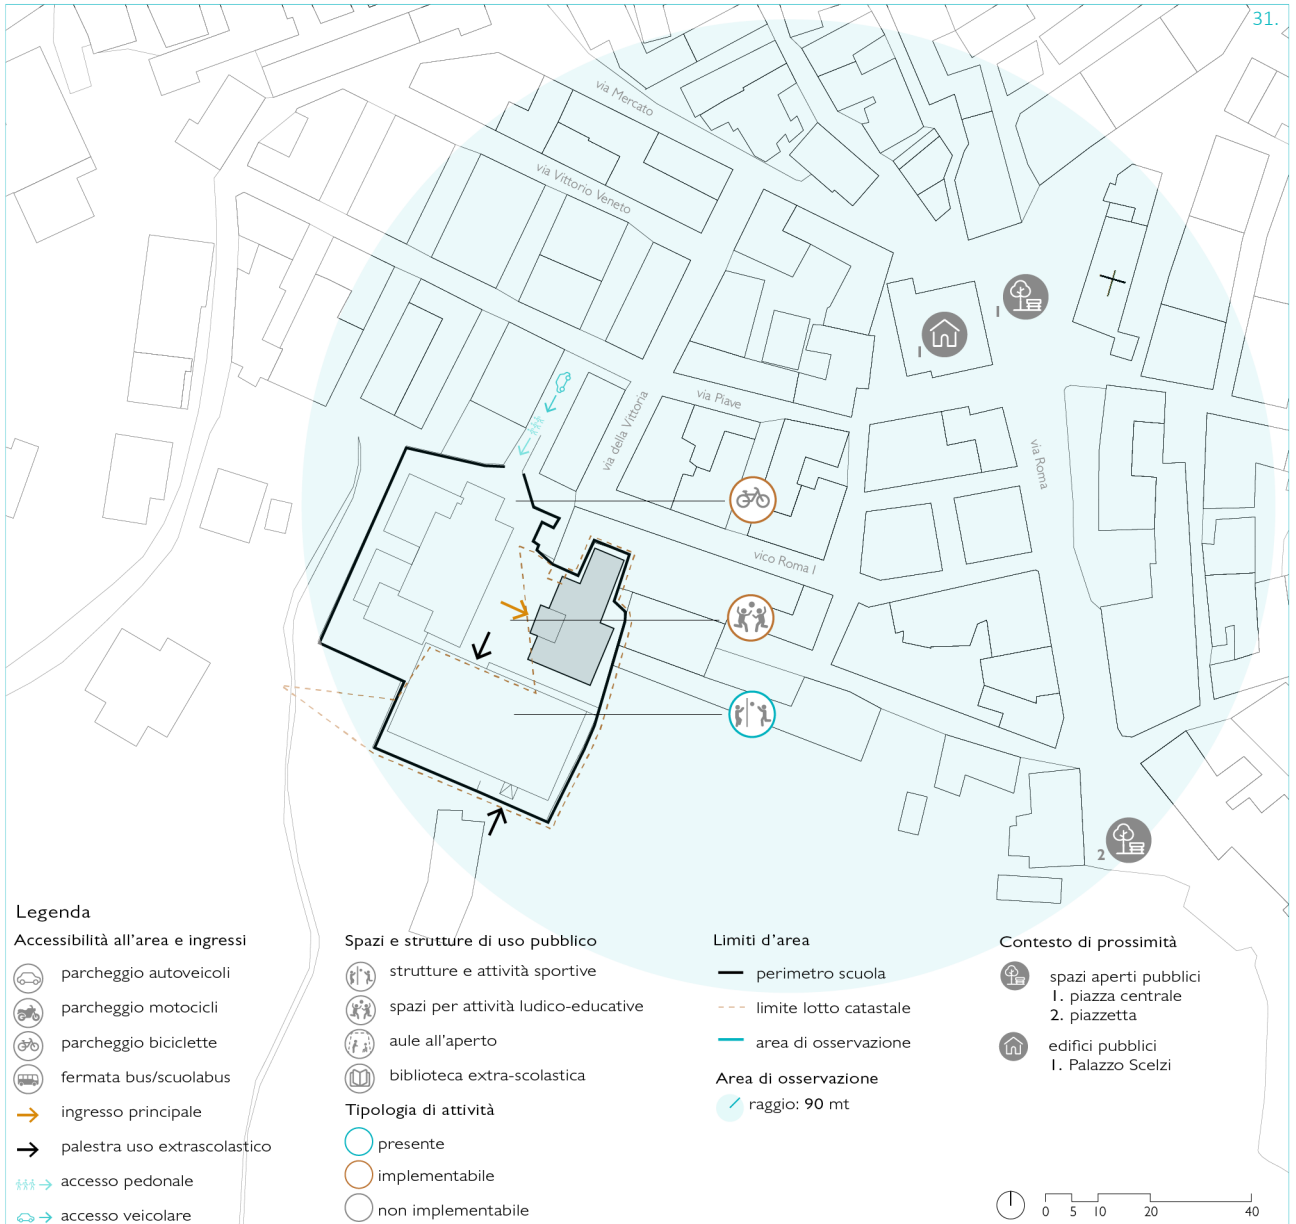 31.
via Mercato
via Vittorio Veneto
1
1
via Piave
via della Vittoria
via Roma
vico Roma I
2
Legenda
Accessibilità all'area e ingressi
parcheggio autoveicoli
parcheggio motocicli
parcheggio biciclette
fermata bus/scuolabus
ingresso principale
palestra uso extrascolastico
accesso pedonale
accesso veicolare
Spazi e strutture di uso pubblico
strutture e attività sportive
spazi per attività ludico-educative
aule all'aperto
biblioteca extra-scolastica
Tipologia di attività
presente
implementabile
non implementabile
Limiti d'area
perimetro scuola
limite lotto catastale
area di osservazione
Area di osservazione
raggio: 90 mt
Contesto di prossimità
spazi aperti pubblici
1. piazza centrale
2. piazzetta
edifici pubblici
1. Palazzo Scelzi
0 5 10 20 40